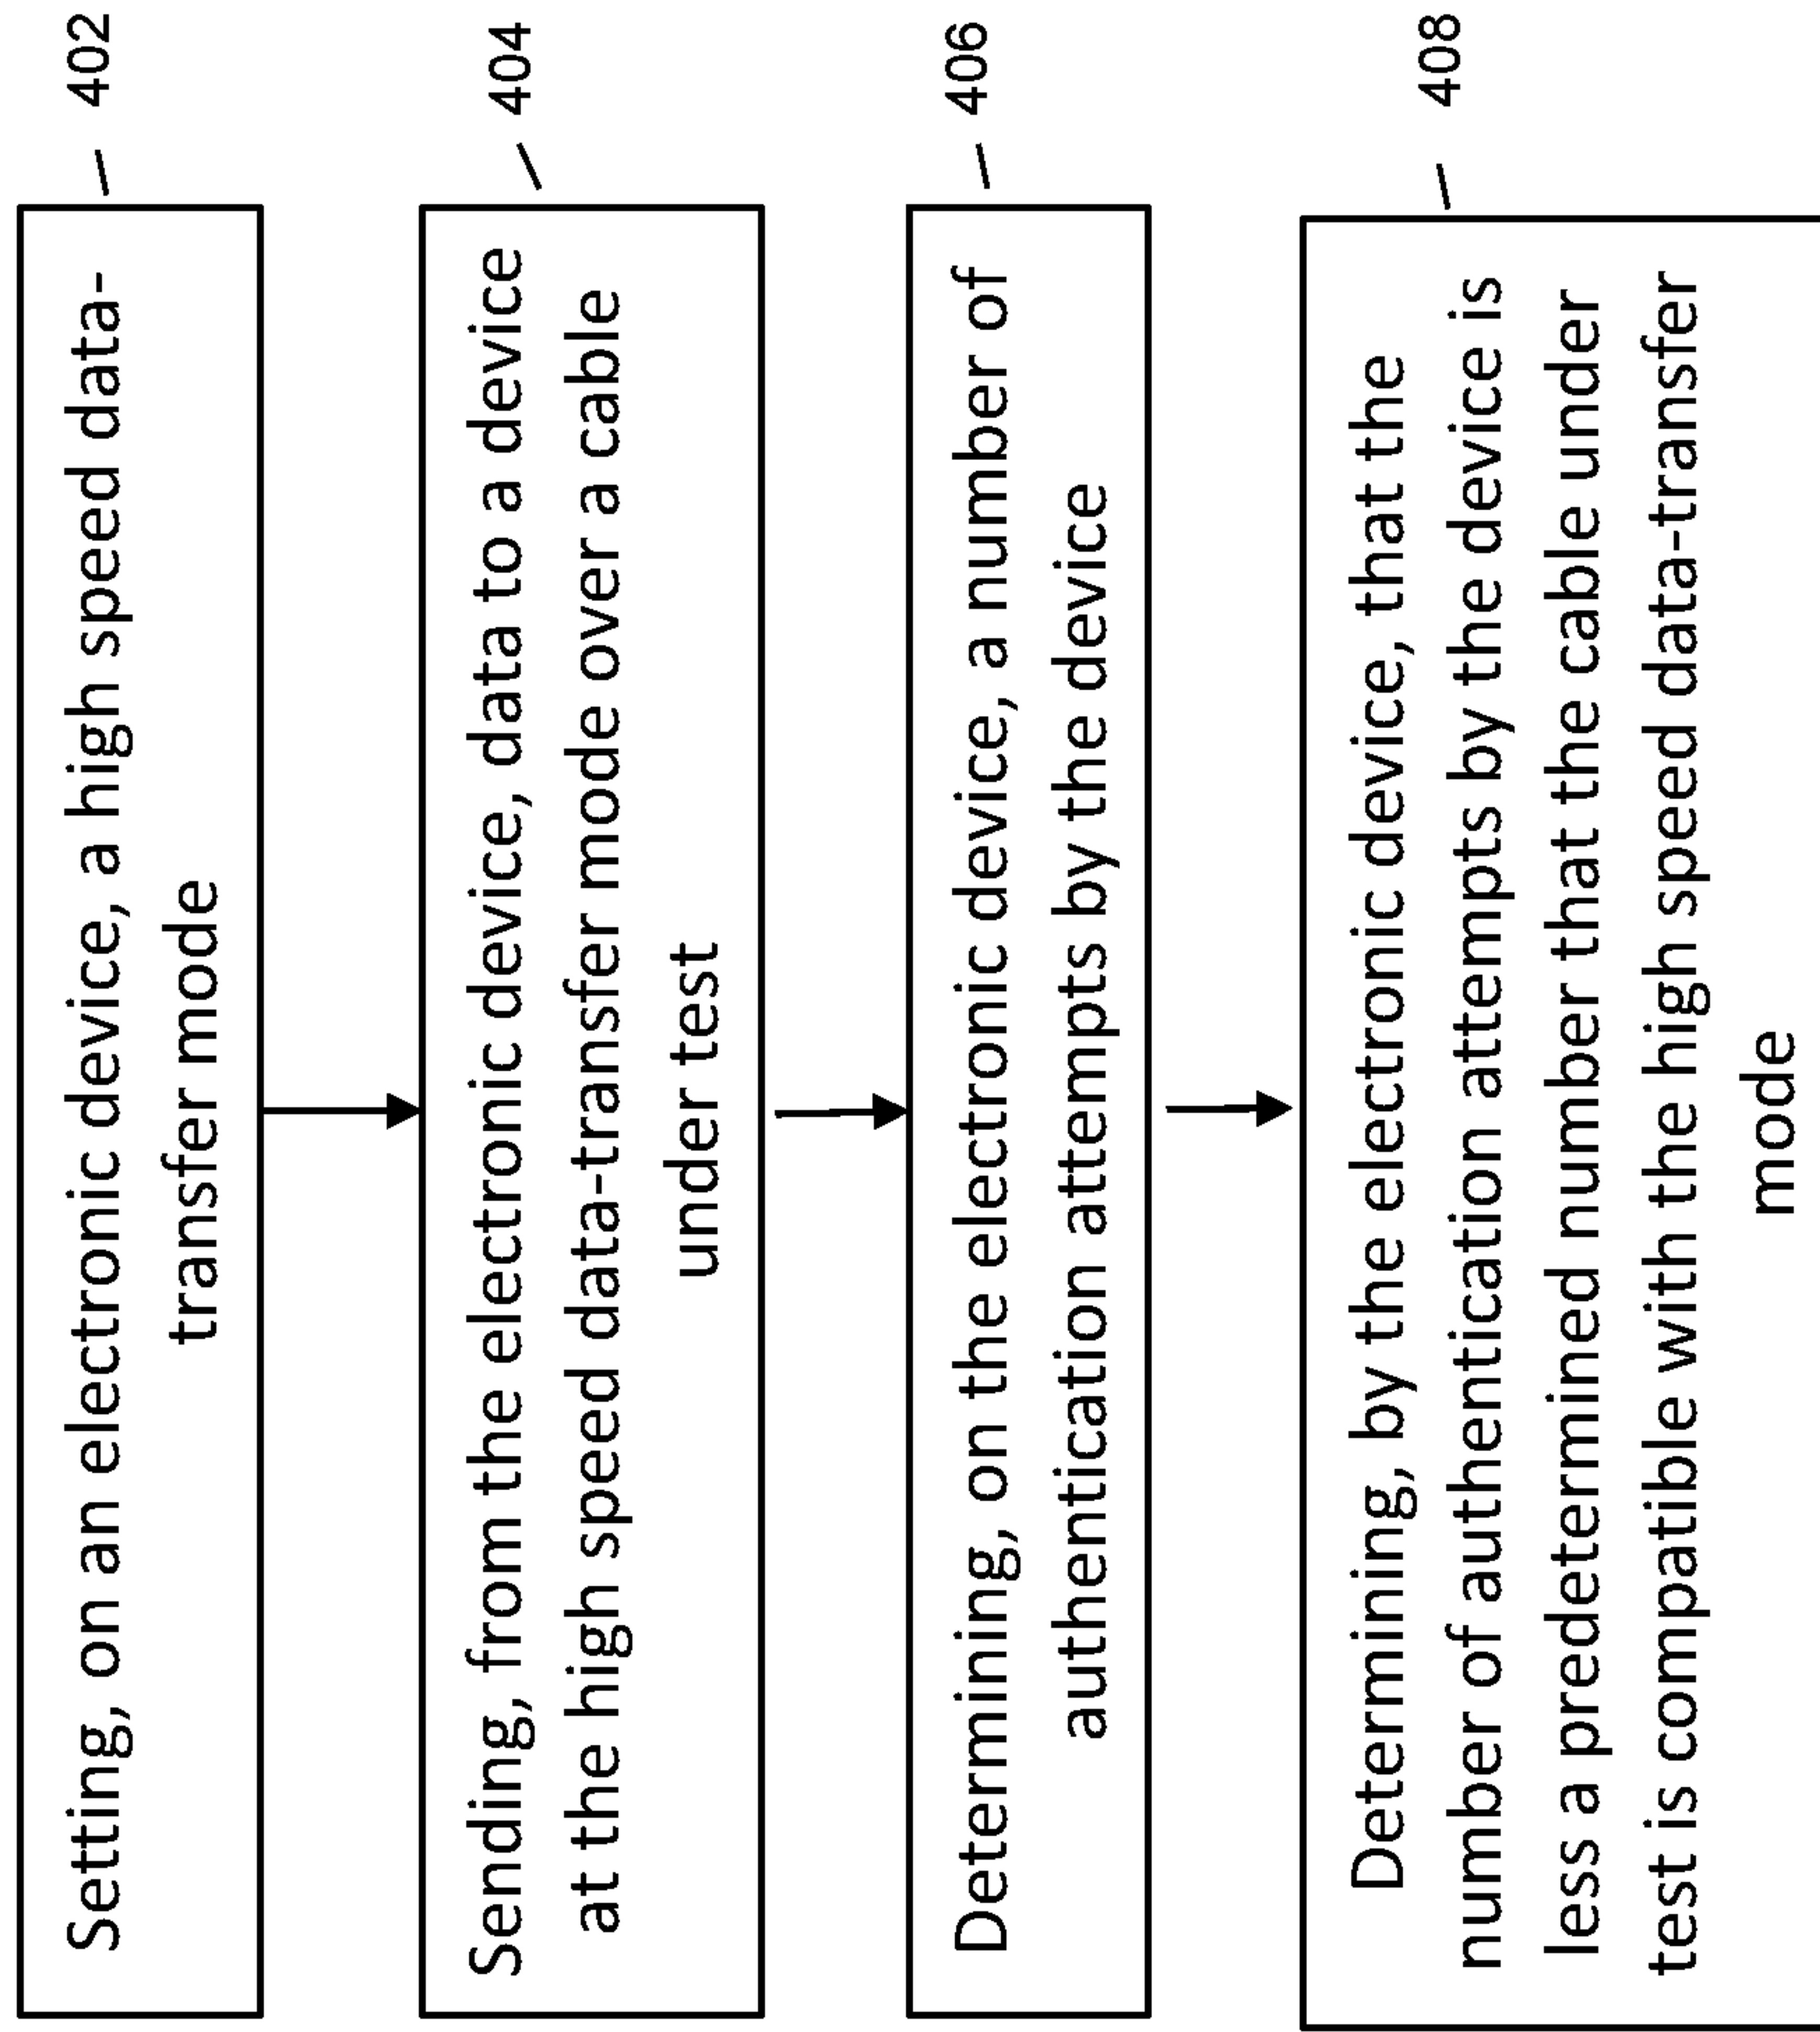 Setting, on an electronic device, a high speed data-
transfer mode
402
Sending, from the electronic device, data to a device
at the high speed data-transfer mode over a cable
under test
404
Determining, on the electronic device, a number of
authentication attempts by the device
406
Determining, by the electronic device, that the
number of authentication attempts by the device is
less a predetermined number that the cable under
test is compatible with the high speed data-transfer
mode
408